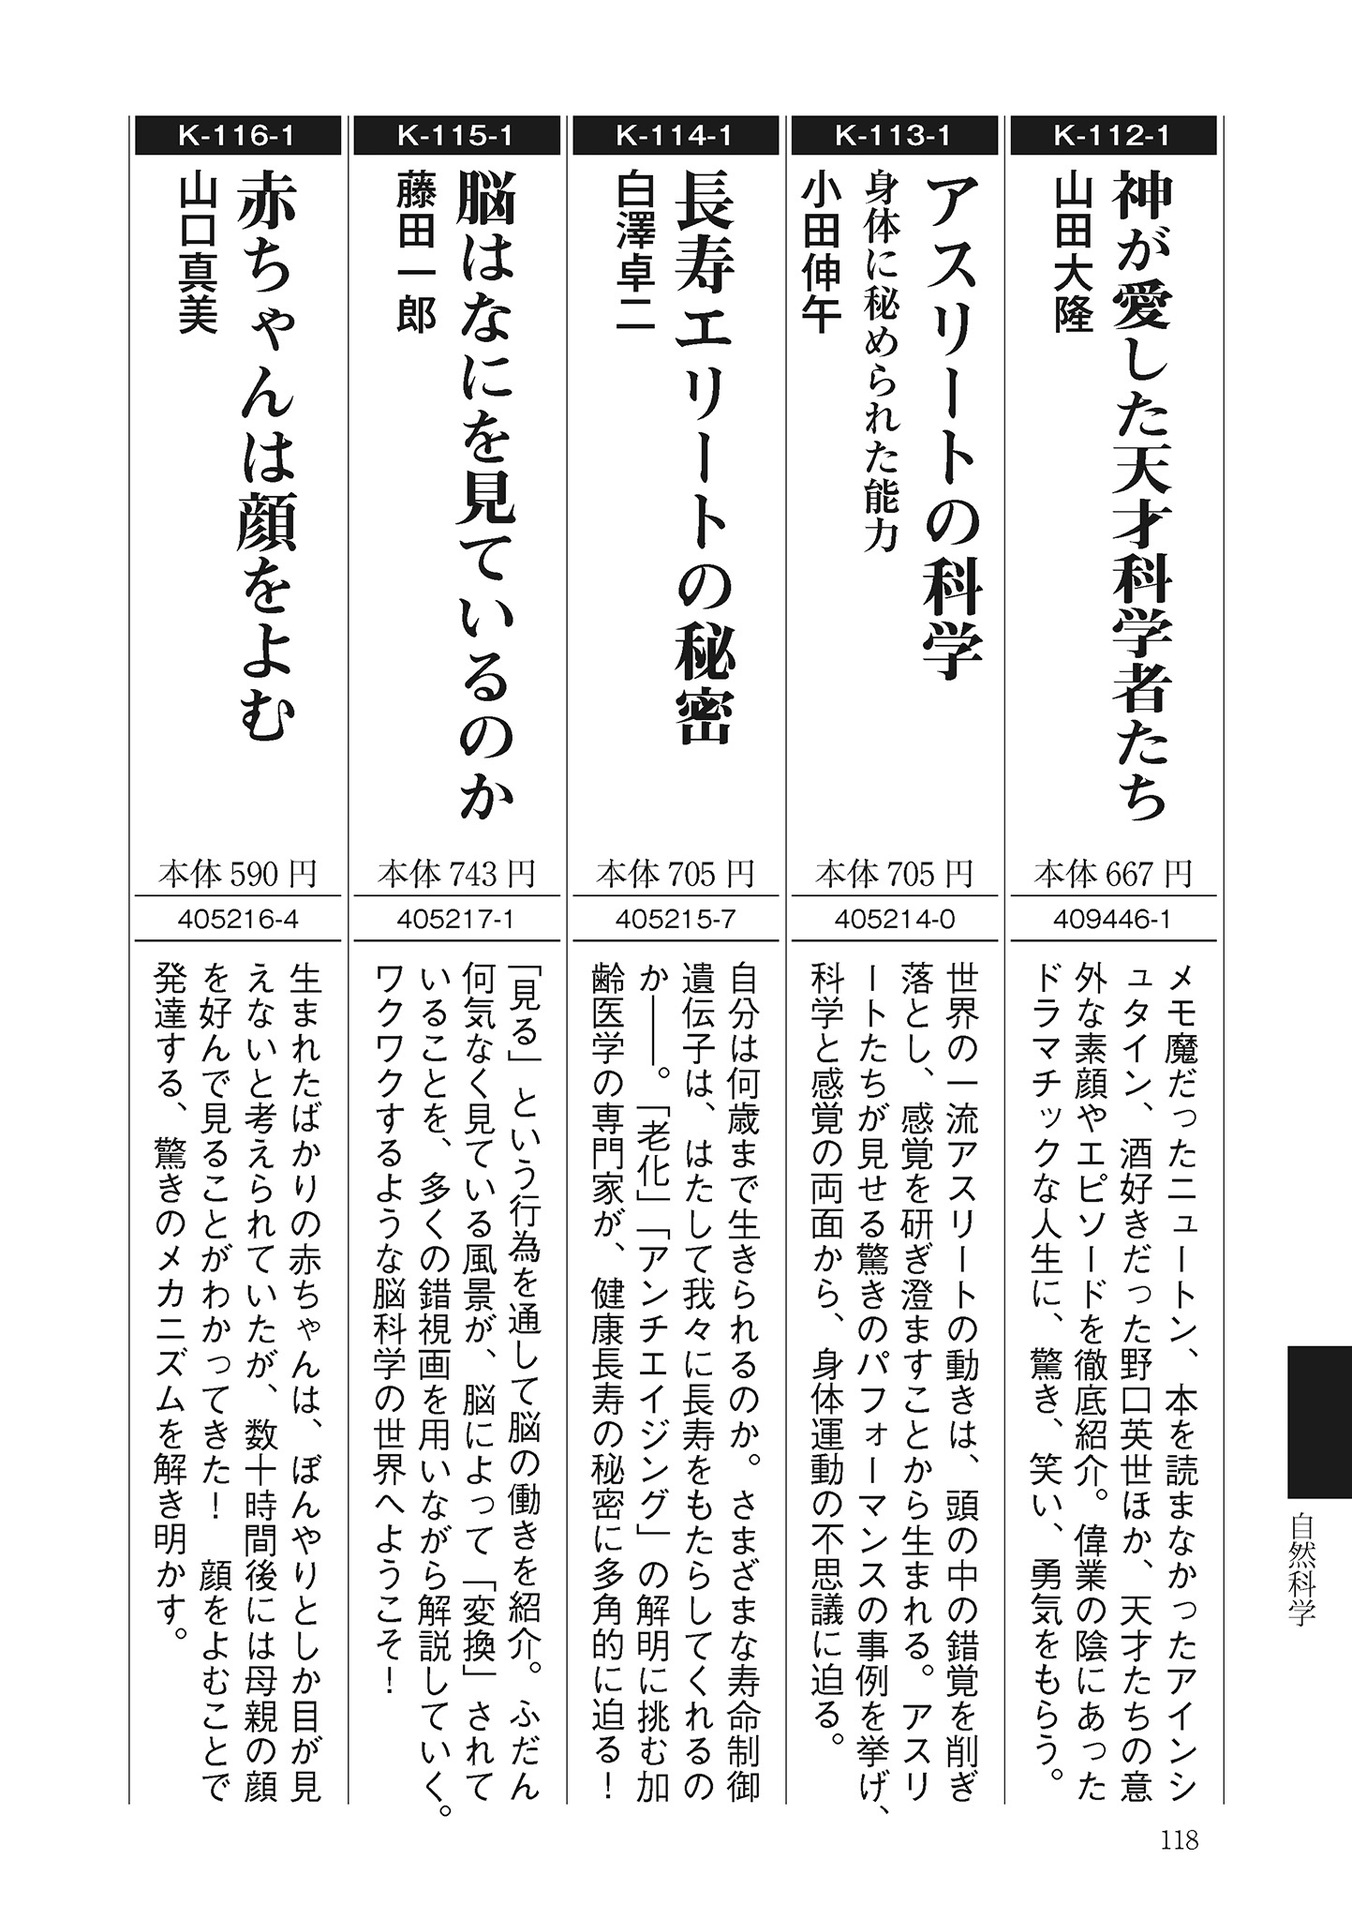 K-112-1
神が愛した天才科学者たち
山田大隆
本体667円
409446-1
メモ魔だったニュートン、本を読まなかったアインシ
ュタイン、酒好きだった野口英世ほか、天才たちの意
外な素顔やエピソードを徹底紹介。偉業の陰にあった
ドラマチックな人生に、驚き、笑い、勇気をもらう。
K-113-1
アスリートの科学
身体に秘められた能力
小田伸午
本体705円
405214-0
世界の一流アスリートの動きは、頭の中の錯覚を削ぎ
落とし、感覚を研ぎ澄ますことから生まれる。アスリ
ートたちが見せる驚きのパフォーマンスの事例を挙げ、
科学と感覚の両面から、身体運動の不思議に迫る。
K-114-1
長寿エリートの秘密
白澤卓二
本体705円
405215-7
自分は何歳まで生きられるのか。さまざまな寿命制御
遺伝子は、はたして我々に長寿をもたらしてくれるの
か――。「老化」「アンチエイジング」の解明に挑む加
齢医学の専門家が、健康長寿の秘密に多角的に迫る！
K-115-1
脳はなにを見ているのか
藤田一郎
本体743円
405217-1
「見る」という行為を通して脳の働きを紹介。ふだん
何気なく見ている風景が、脳によって「変換」されて
いることを、多くの錯視画を用いながら解説していく。
ワクワクするような脳科学の世界へようこそ！
K-116-1
赤ちゃんは顔をよむ
山口真美
本体590円
405216-4
生まれたばかりの赤ちゃんは、ぼんやりとしか目が見
えないと考えられていたが、数十時間後には母親の顔
を好んで見ることがわかってきた！　顔をよむことで
発達する、驚きのメカニズムを解き明かす。
自然科学
118